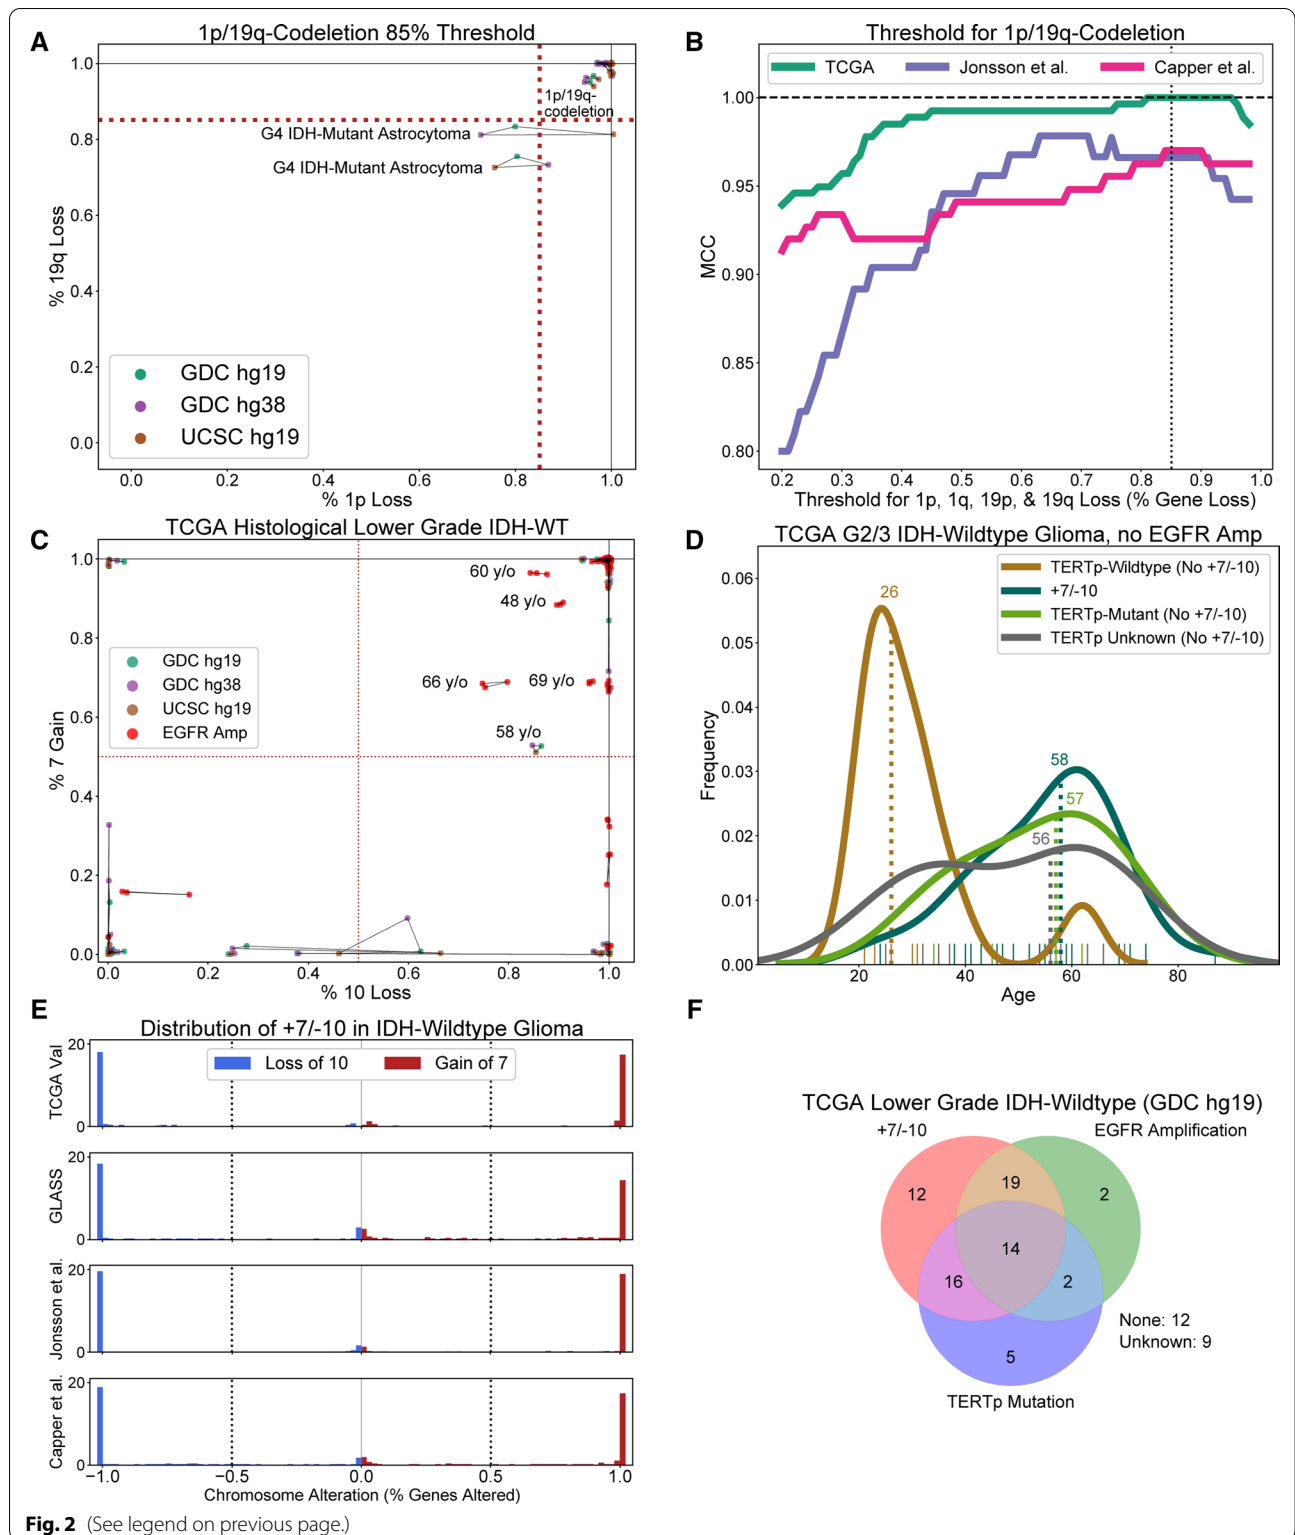 A
1p/19q-Codeletion 85% Threshold
1.0
0.8
0.6
0.4
0.2
0.0
% 19q Loss
1p/19q-
codeletion
G4 IDH-Mutant Astrocytoma
G4 IDH-Mutant Astrocytoma
GDC hg19
GDC hg38
UCSC hg19
0.0 0.2 0.4 0.6 0.8 1.0
% 1p Loss
B
Threshold for 1p/19q-Codeletion
TCGA Jonsson et al. Capper et al.
1.00
0.95
0.90
0.85
0.80
MCC
0.2 0.3 0.4 0.5 0.6 0.7 0.8 0.9 1.0
Threshold for 1p, 1q, 19p, & 19q Loss (% Gene Loss)
C
TCGA Histological Lower Grade IDH-WT
1.0
0.8
0.6
0.4
0.2
0.0
% 7 Gain
60 y/o
48 y/o
66 y/o
69 y/o
58 y/o
GDC hg19
GDC hg38
UCSC hg19
EGFR Amp
0.0 0.2 0.4 0.6 0.8 1.0
% 10 Loss
D
TCGA G2/3 IDH-Wildtype Glioma, no EGFR Amp
TERTp-Wildtype (No +7/-10)
+7/-10
TERTp-Mutant (No +7/-10)
TERTp Unknown (No +7/-10)
0.06
0.05
0.04
0.03
0.02
0.01
0.00
Frequency
26
58
57
56
20 40 60 80
Age
E
Distribution of +7/-10 in IDH-Wildtype Glioma
Loss of 10 Gain of 7
20
0
TCGA Val
20
0
GLASS
20
0
Jonsson et al.
20
0
Capper et al.
−1.0 −0.5 0.0 0.5 1.0
Chromosome Alteration (% Genes Altered)
F
TCGA Lower Grade IDH-Wildtype (GDC hg19)
+7/-10
EGFR Amplification
12
19
2
14
16
2
5
None: 12
Unknown: 9
TERTp Mutation
Fig. 2 (See legend on previous page.)